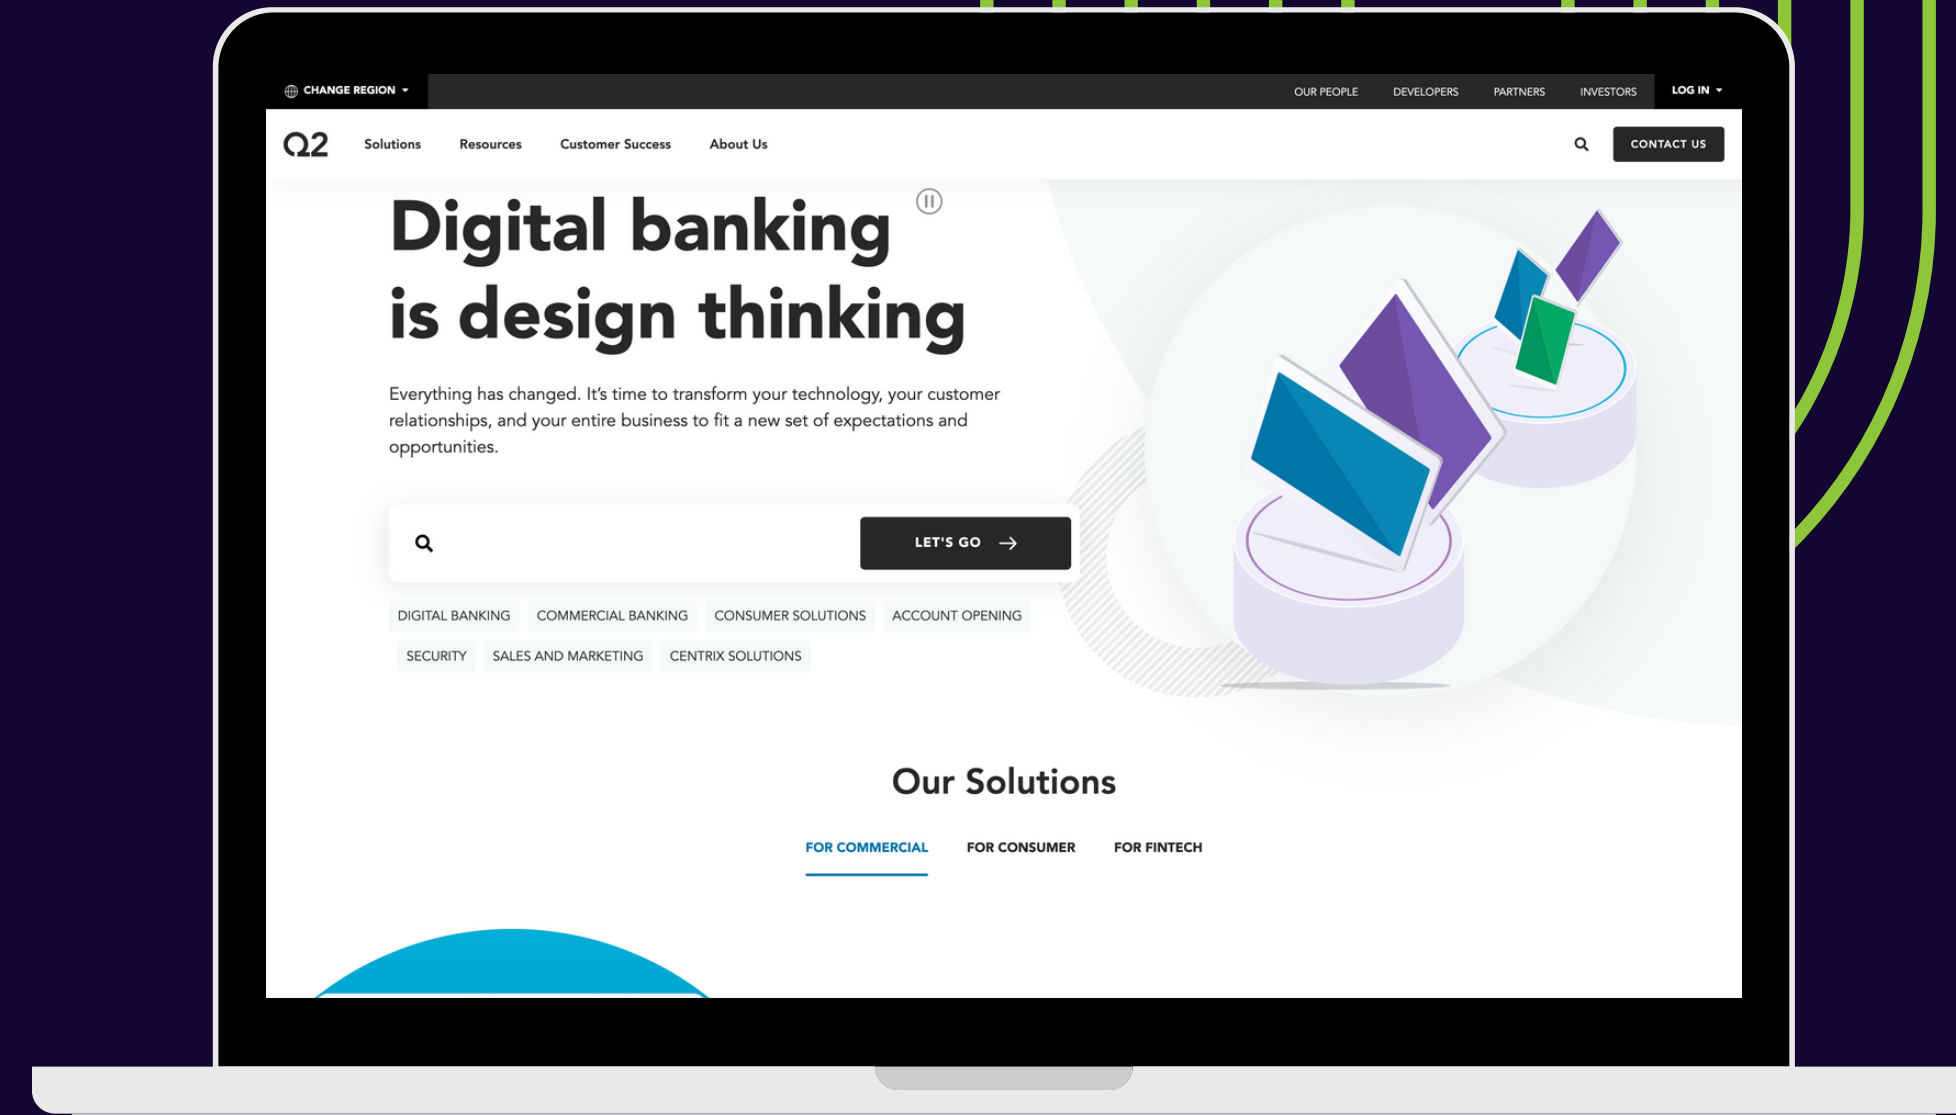 CHANGE REGION
OUR PEOPLE DEVELOPERS PARTNERS INVESTORS LOG IN
Q2 Solutions Resources Customer Success About Us
CONTACT US
Digital banking
is design thinking
Everything has changed. It's time to transform your technology, your customer
relationships, and your entire business to fit a new set of expectations and
opportunities.
LET'S GO
DIGITAL BANKING COMMERCIAL BANKING CONSUMER SOLUTIONS ACCOUNT OPENING
SECURITY SALES AND MARKETING CENTRIX SOLUTIONS
Our Solutions
FOR COMMERCIAL FOR CONSUMER FOR FINTECH